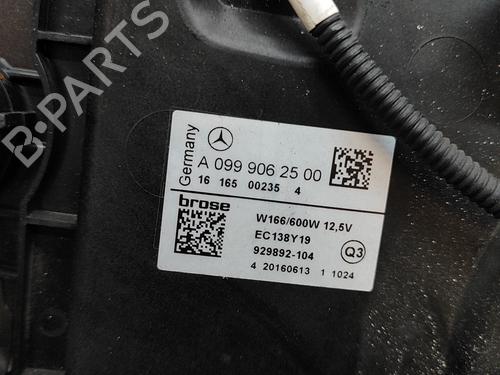 B-PARTS
Germany
A 099 906 25 00
16 165 00235 4
brose
W166/600W 12,5V
EC138Y19
929892-104
Q3
4 20160613 1 1024